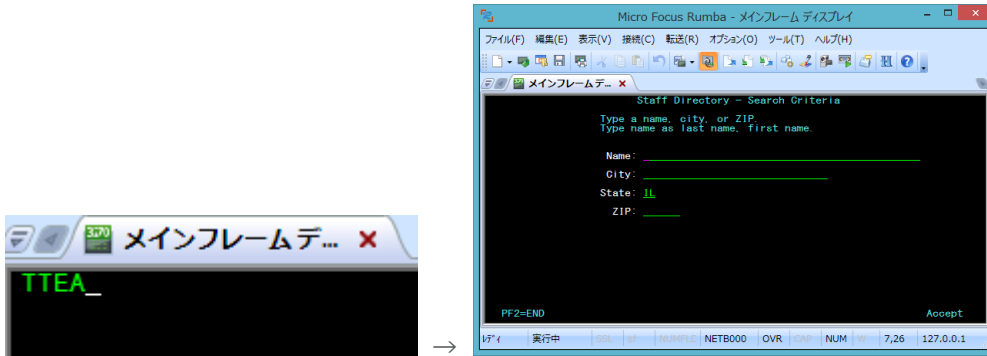 メインフレーム デ...
TTEA_
→
Micro Focus Rumba - メインフレーム ディスプレイ
ファイル(F) 編集(E) 表示(V) 接続(C) 転送(R) オプション(O) ツール(T) ヘルプ(H)
メインフレーム デ...
Staff Directory - Search Criteria
Type a name, city, or ZIP.
Type name as last name, first name.
Name:
City:
State: IL
ZIP:
PF2=END Accept
ﾚﾃﾞｨ 実行中 SSL NUMFLD NETB000 OVR CAP NUM W 7,26 127.0.0.1